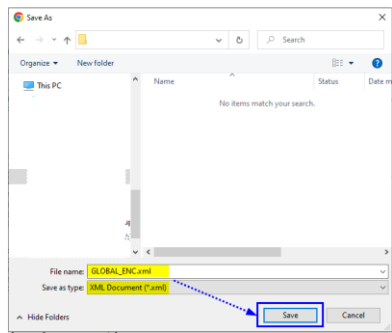 Save As
Search
Organize
New folder
This PC
Name
Status
Date m
No items match your search.
File name: GLOBAL_ENC.xml
Save as type: XML Document (*.xml)
Hide Folders
Save
Cancel